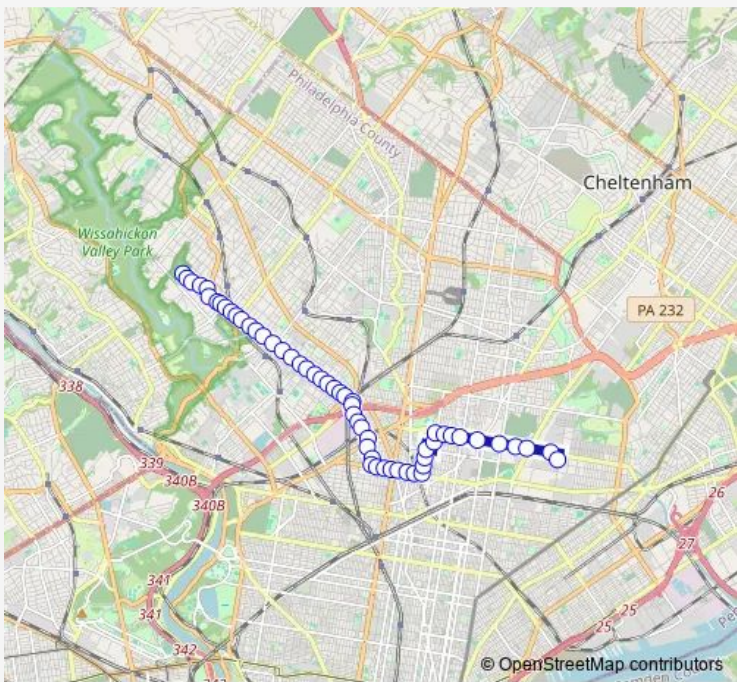 Philadelphia County
Cheltenham
Wissahickon
Valley Park
PA 232
338
339
340B
340B
26
27
341
341
25
25
342
© OpenStreetMap contributors